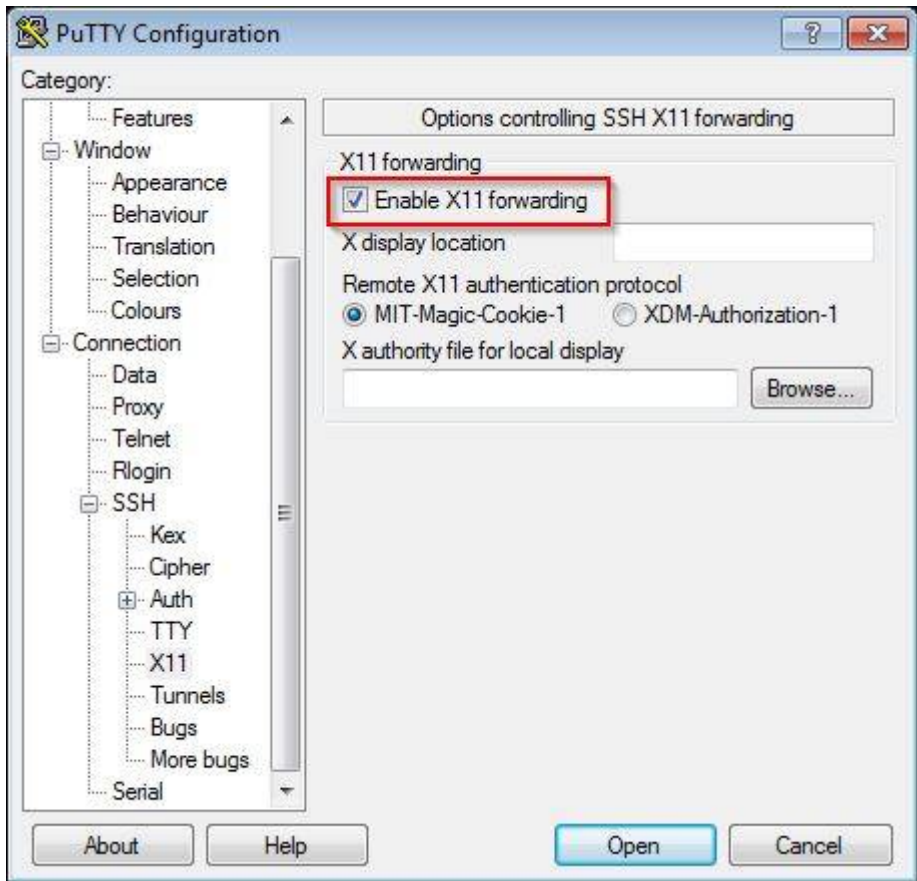 PuTTY Configuration
Category:
Features
Window
Appearance
Behaviour
Translation
Selection
Colours
Connection
Data
Proxy
Telnet
Rlogin
SSH
Kex
Cipher
Auth
TTY
X11
Tunnels
Bugs
More bugs
Serial
Options controlling SSH X11 forwarding
X11 forwarding
Enable X11 forwarding
X display location
Remote X11 authentication protocol
MIT-Magic-Cookie-1 XDM-Authorization-1
X authority file for local display
Browse...
About Help Open Cancel